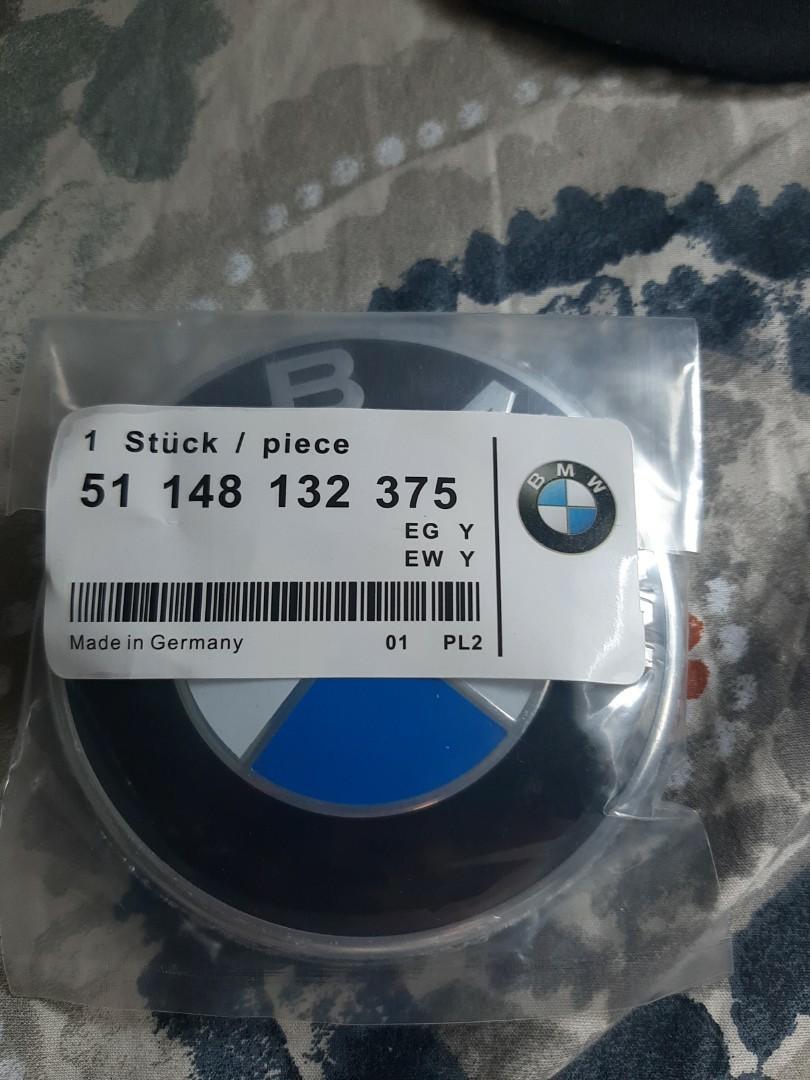 B
1 Stück / piece
51 148 132 375
EG Y
EW Y
Made in Germany 01 PL2
BMW